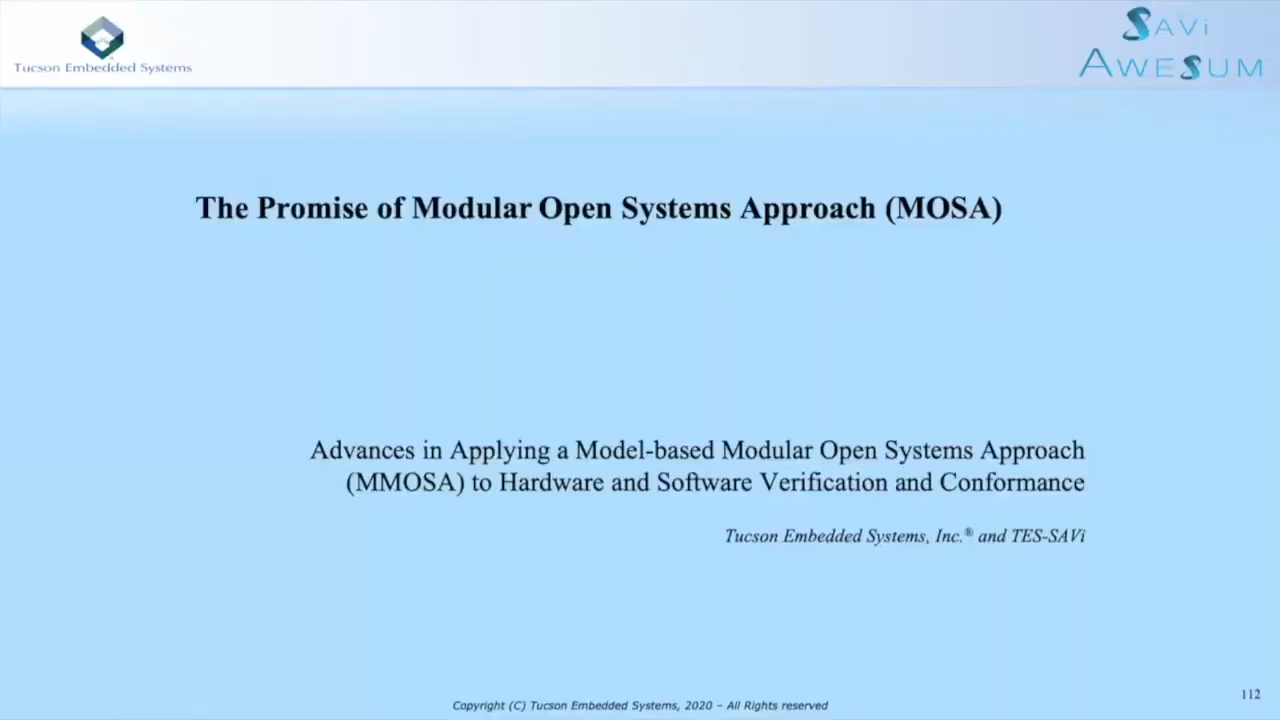 Tucson Embedded Systems
SAVi
AWESUM
The Promise of Modular Open Systems Approach (MOSA)
Advances in Applying a Model-based Modular Open Systems Approach
(MMOSA) to Hardware and Software Verification and Conformance
Tucson Embedded Systems, Inc.® and TES-SAVi
112
Copyright (C) Tucson Embedded Systems, 2020 – All Rights reserved